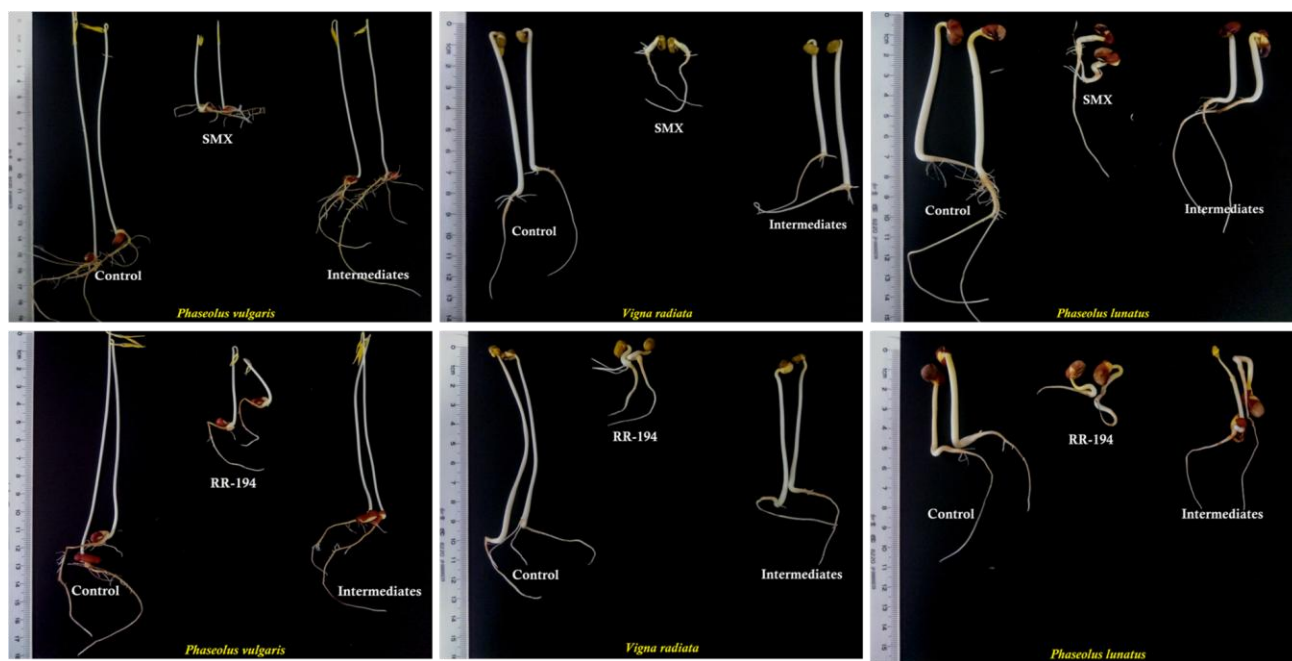 SMX
Control
Intermediates
Phaseolus vulgaris
SMX
Control
Intermediates
Vigna radiata
SMX
Control
Intermediates
Phaseolus lunatus
RR-194
Control
Intermediates
Phaseolus vulgaris
RR-194
Control
Intermediates
Vigna radiata
RR-194
Control
Intermediates
Phaseolus lunatus